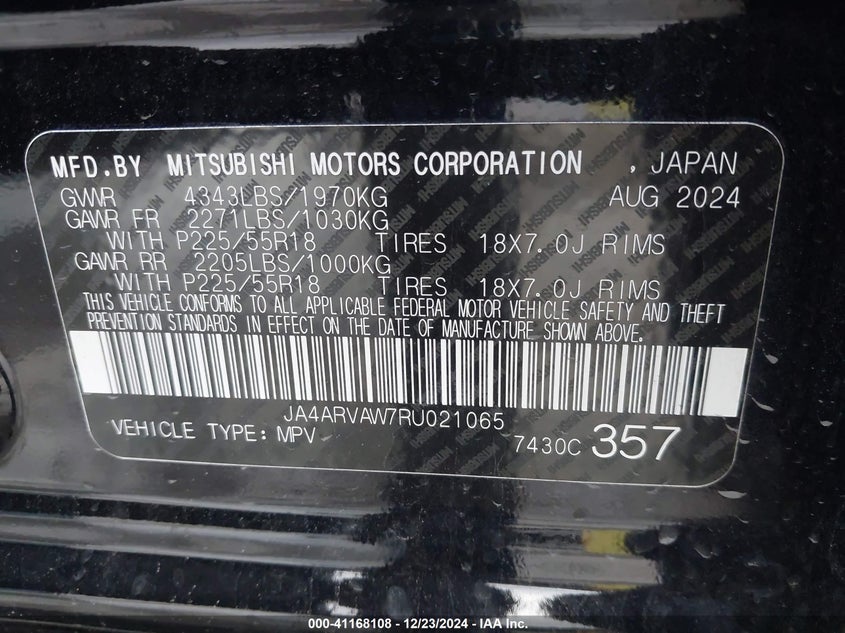 MFD.BY MITSUBISHI MOTORS CORPORATION , JAPAN
GVWR 4343LBS/1970KG AUG 2024
GAWR FR 2271LBS/1030KG
WITH P225/55R18 TIRES 18X7.0J RIMS
GAWR RR 2205LBS/1000KG
WITH P225/55R18 TIRES 18X7.0J RIMS
THIS VEHICLE CONFORMS TO ALL APPLICABLE FEDERAL MOTOR VEHICLE SAFETY AND THEFT
PREVENTION STANDARDS IN EFFECT ON THE DATE OF MANUFACTURE SHOWN ABOVE.
JA4ARVAW7RU021065
VEHICLE TYPE: MPV 7430C 357
000-41168108 - 12/23/2024 - IAA Inc.